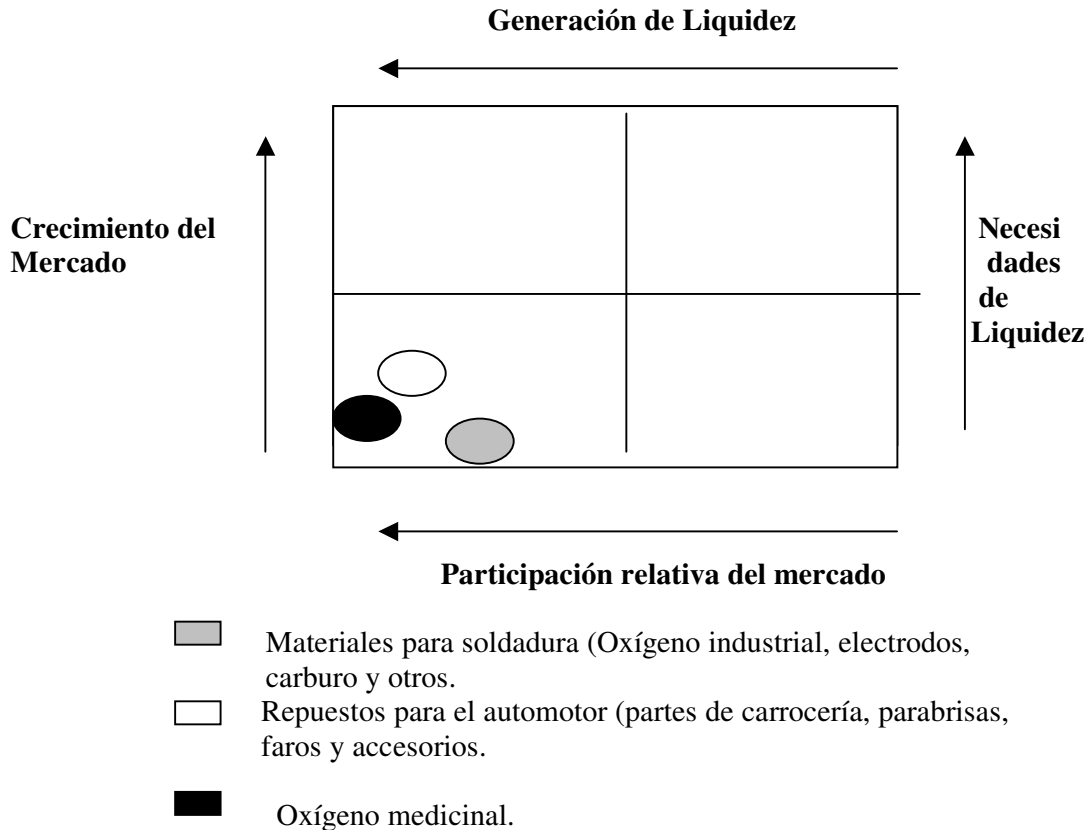 Generación de Liquidez
Crecimiento del
Mercado
Necesi
dades
de
Liquidez
Participación relativa del mercado
Materiales para soldadura (Oxígeno industrial, electrodos,
carburo y otros.
Repuestos para el automotor (partes de carrocería, parabrisas,
faros y accesorios.
Oxígeno medicinal.